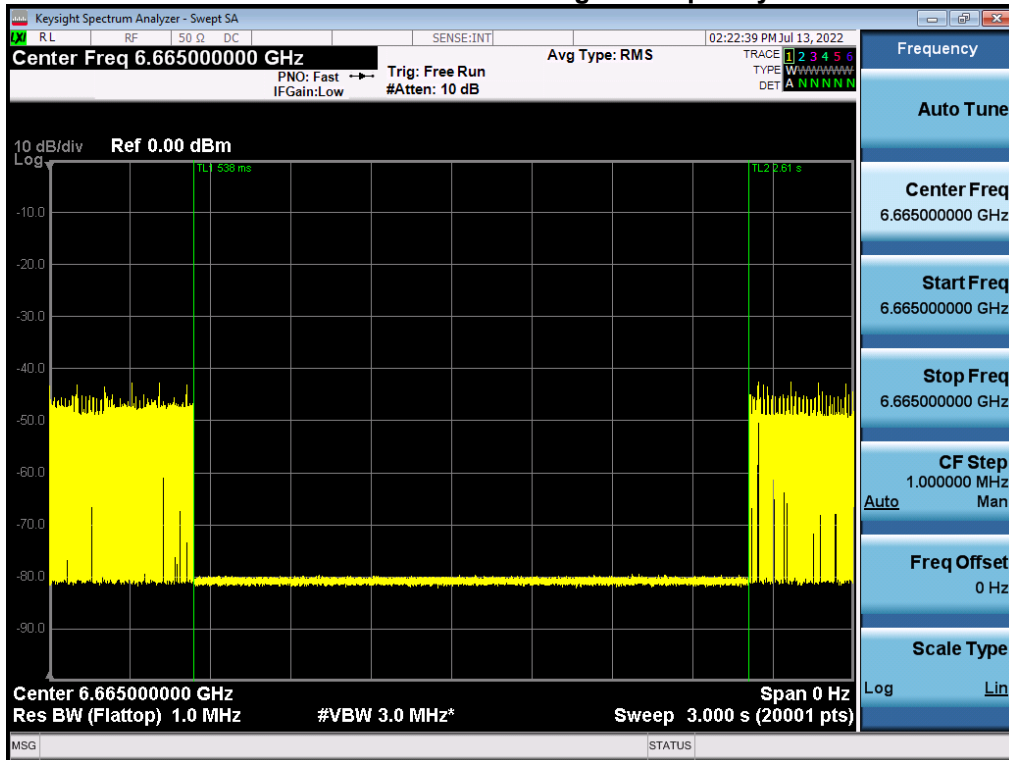 Keysight Spectrum Analyzer - Swept SA
LXI RL RF 50 Ω DC SENSE:INT 02:22:39 PM Jul 13, 2022
Center Freq 6.665000000 GHz
PNO: Fast
IFGain:Low
Trig: Free Run
#Atten: 10 dB
Avg Type: RMS
TRACE 1 2 3 4 5 6
TYPE WWWWWW
DET A N N N N N
10 dB/div Ref 0.00 dBm
Log
TL1 538 ms
TL2 2.61 s
-10.0
-20.0
-30.0
-40.0
-50.0
-60.0
-70.0
-80.0
-90.0
Center 6.665000000 GHz Span 0 Hz
Res BW (Flattop) 1.0 MHz #VBW 3.0 MHz* Sweep 3.000 s (20001 pts)
MSG STATUS
Frequency
Auto Tune
Center Freq
6.665000000 GHz
Start Freq
6.665000000 GHz
Stop Freq
6.665000000 GHz
CF Step
1.000000 MHz
Auto Man
Freq Offset
0 Hz
Scale Type
Log Lin